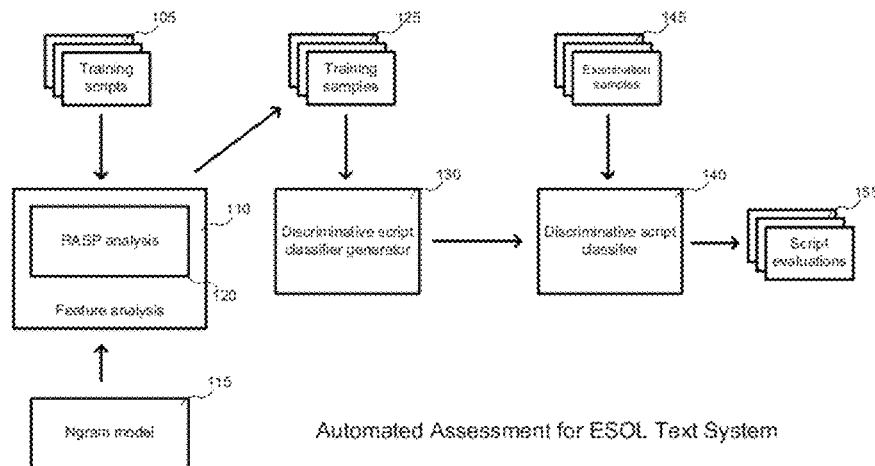 105
125
145
Training
scripts
Training
samples
Examination
samples
110
130
140
155
RASP analysis
Discriminative script
classifier generator
Discriminative script
classifier
Script
evaluations
120
Feature analysis
115
Ngram model
Automated Assessment for ESOL Text System